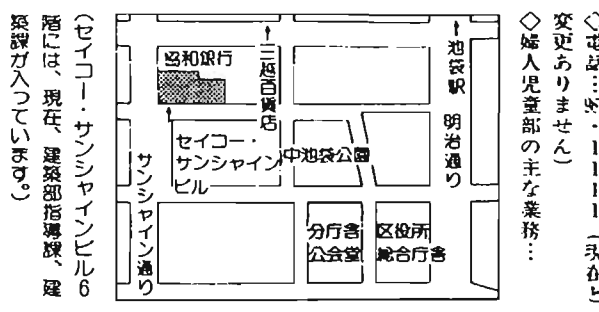 変更ありません）
◇婦人児童部の主な業務…
↑池袋駅
明治通り
↑三越百貨店
協和銀行
セイコー・
サンシャイン
ビル
中池袋公園
サンシャイン通り
分庁舎
公会堂
区役所
総合庁舎
（セイコー・サンシャインビル6
階には、現在、建築部指導課、建
築課が入っています。）